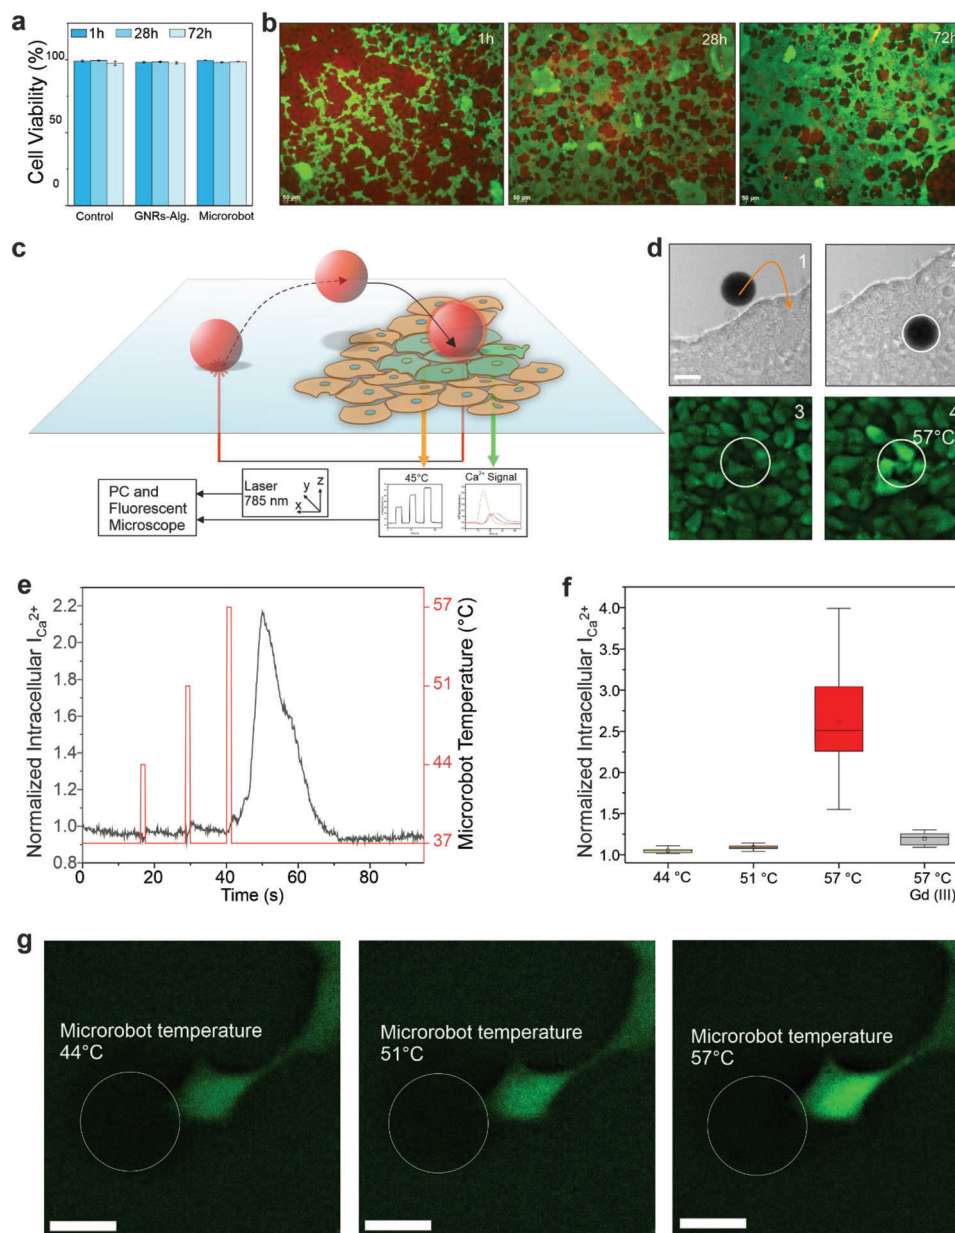 a
1h 28h 72h
Cell Viability (%)
100
50
0
Control GNRs-Alg. Microrobot
b
1h
50 µm
28h
50 µm
72h
50 µm
c
PC and
Fluorescent
Microscope
Laser
785 nm
x y z
45°C
Ca²⁺ Signal
d
1
2
3
4
57°C
e
Normalized Intracellular I_Ca²⁺
2.2
2.0
1.8
1.6
1.4
1.2
1.0
0.8
0 20 40 60 80
Time (s)
57
51
44
37
Microrobot Temperature (°C)
f
Normalized Intracellular I_Ca²⁺
4.0
3.5
3.0
2.5
2.0
1.5
1.0
44 °C 51 °C 57 °C 57 °C
Gd (III)
g
Microrobot temperature
44°C
Microrobot temperature
51°C
Microrobot temperature
57°C